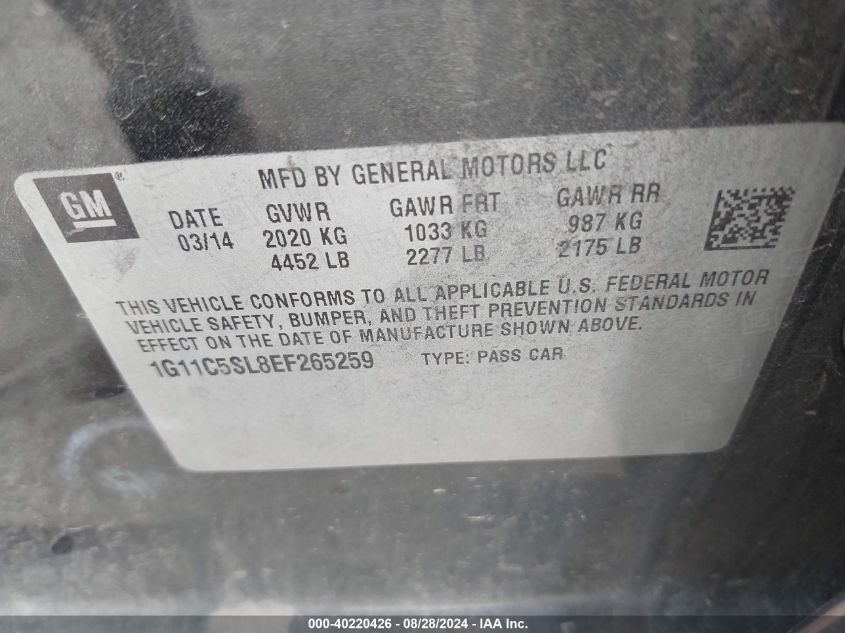 GM
MFD BY GENERAL MOTORS LLC
DATE GVWR GAWR FRT GAWR RR
03/14 2020 KG 1033 KG 987 KG
4452 LB 2277 LB 2175 LB
THIS VEHICLE CONFORMS TO ALL APPLICABLE U.S. FEDERAL MOTOR
VEHICLE SAFETY, BUMPER, AND THEFT PREVENTION STANDARDS IN
EFFECT ON THE DATE OF MANUFACTURE SHOWN ABOVE.
1G11C5SL8EF265259 TYPE: PASS CAR
000-40220426 - 08/28/2024 - IAA Inc.